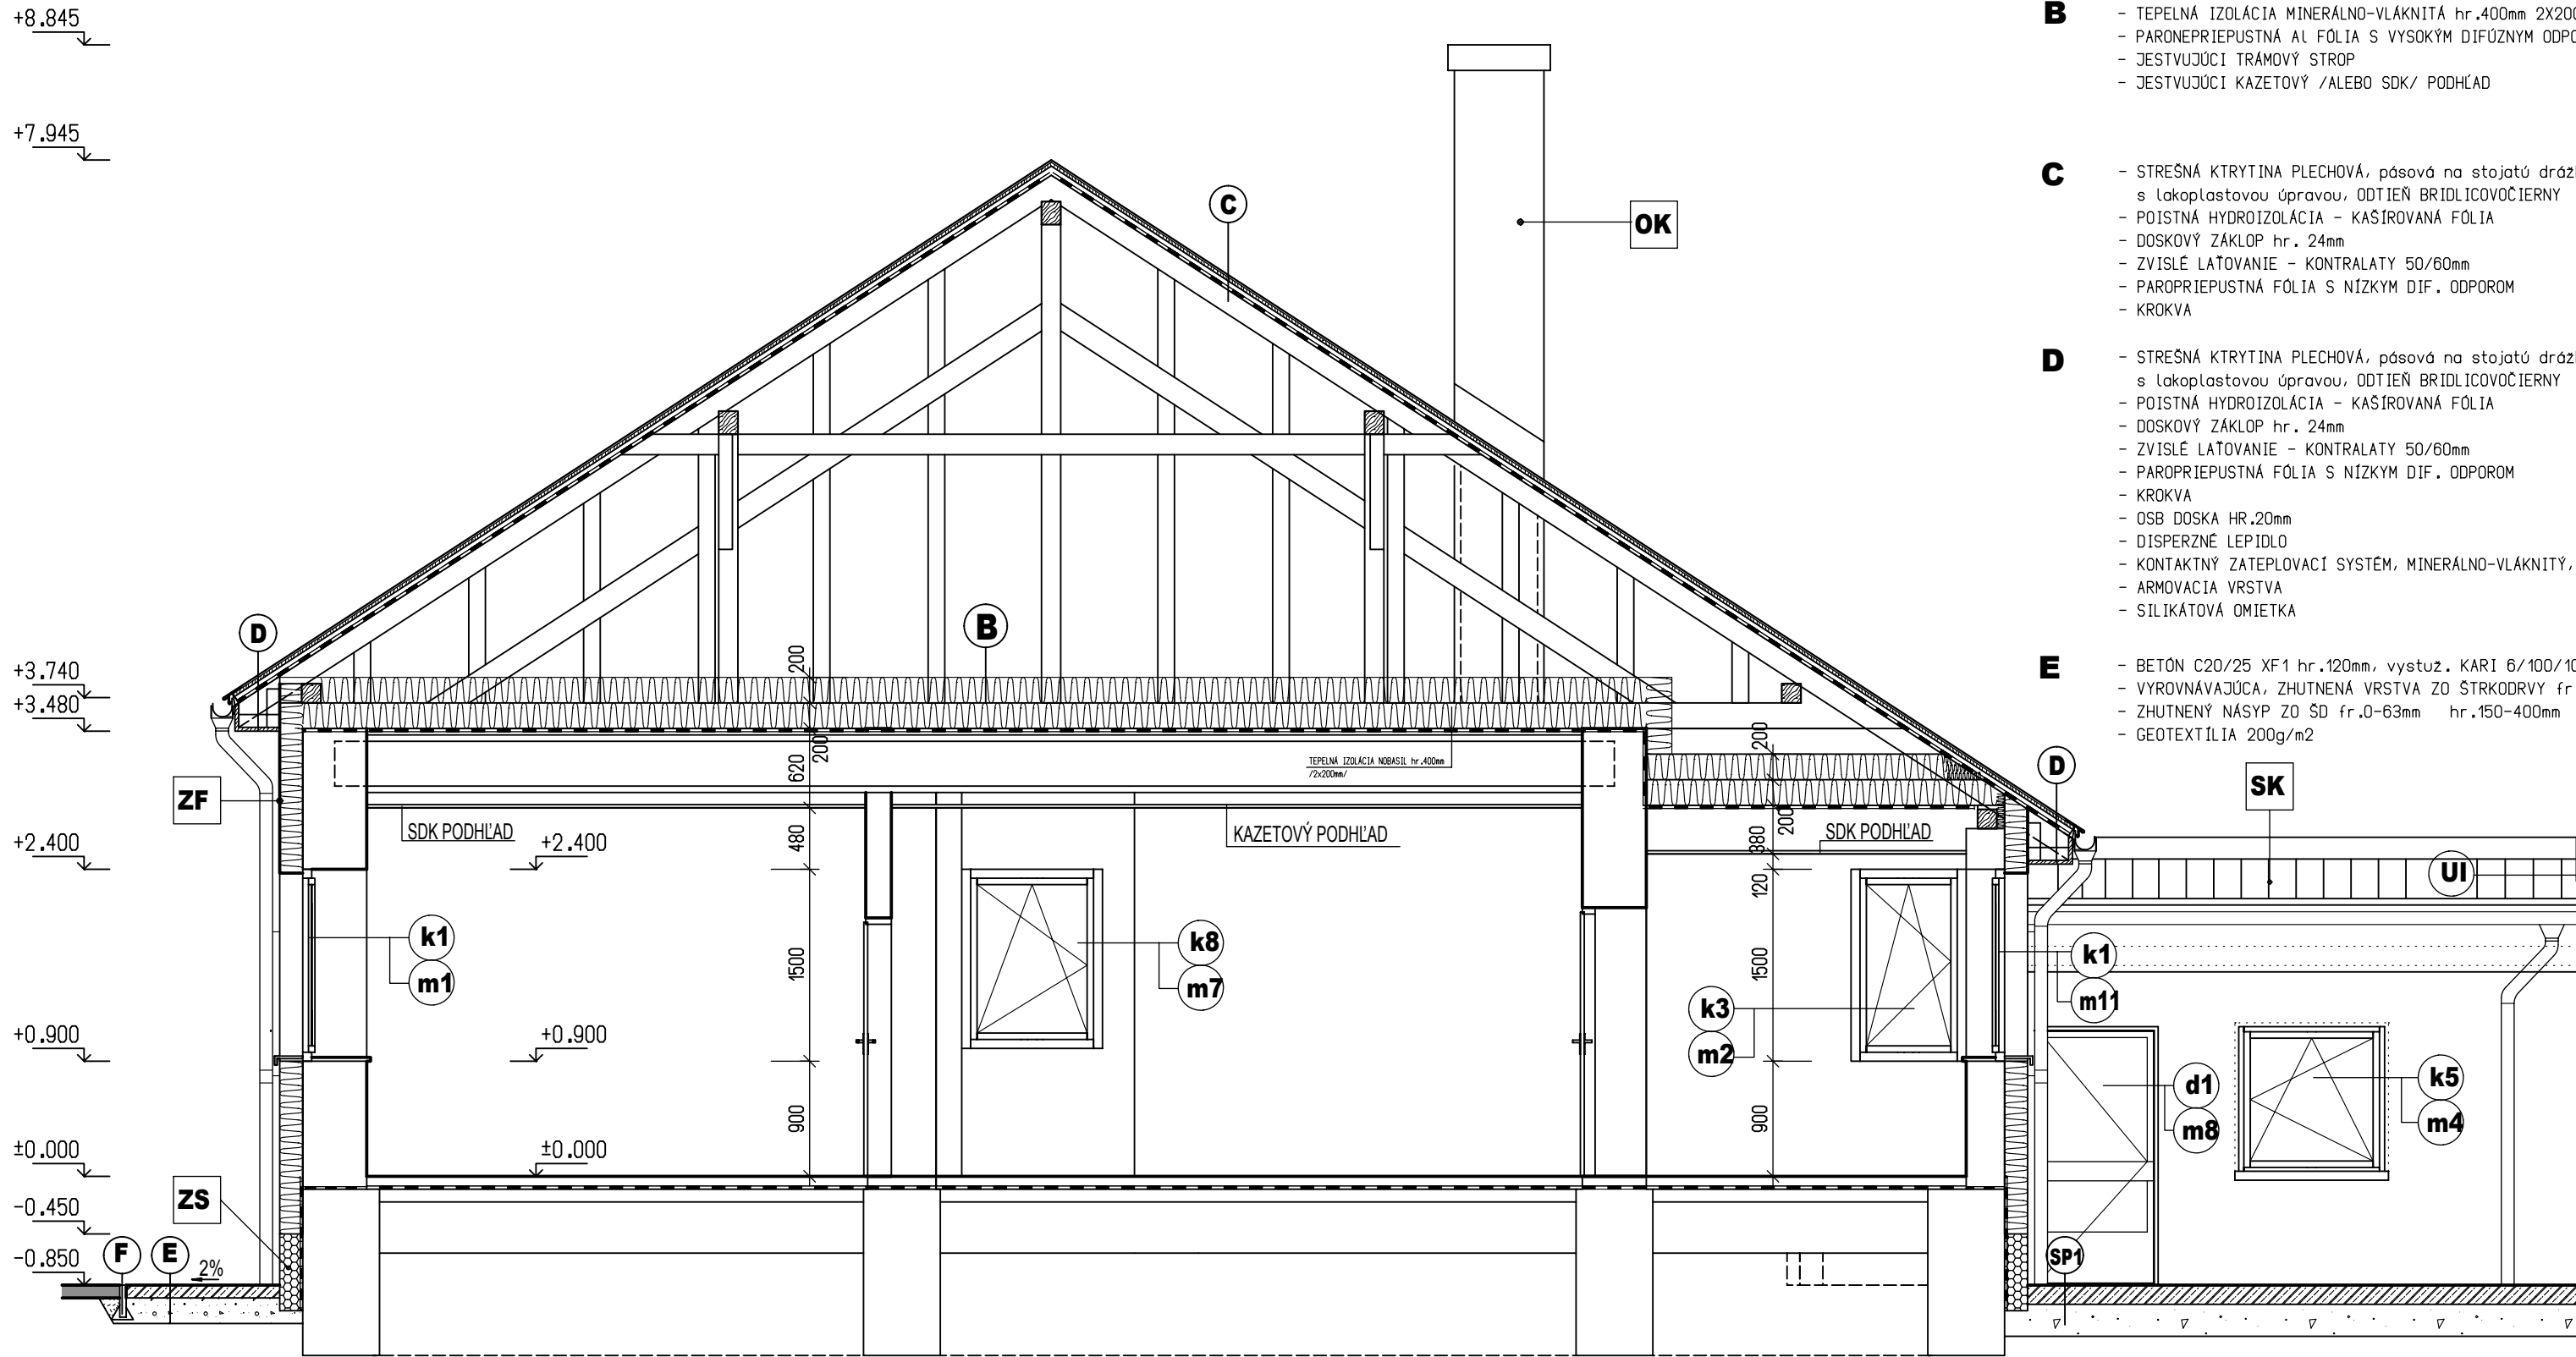 +8.845
+7.945
+3.740
+3.480
+2.400
+0.900
±0.000
-0.450
-0.850
B
- TEPELNÁ IZOLÁCIA MINERÁLNO-VLÁKNITÁ hr.400mm 2X200
- PARONEPRIEPUSTNÁ Al FÓLIA S VYSOKÝM DIFÚZNYM ODPO
- JESTVUJÚCI TRÁMOVÝ STROP
- JESTVUJÚCI KAZETOVÝ /ALEBO SDK/ PODHĽAD
C
- STREŠNÁ KTRYTINA PLECHOVÁ, pásová na stojatú dráž
s lakoplastovou úpravou, ODTIEŇ BRIDLICOVOČIERNY
- POISTNÁ HYDROIZOLÁCIA - KAŠÍROVANÁ FÓLIA
- DOSKOVÝ ZÁKLOP hr. 24mm
- ZVISLÉ LAŤOVANIE - KONTRALATY 50/60mm
- PAROPRIEPUSTNÁ FÓLIA S NÍZKYM DIF. ODPOROM
- KROKVA
D
- STREŠNÁ KTRYTINA PLECHOVÁ, pásová na stojatú dráž
s lakoplastovou úpravou, ODTIEŇ BRIDLICOVOČIERNY
- POISTNÁ HYDROIZOLÁCIA - KAŠÍROVANÁ FÓLIA
- DOSKOVÝ ZÁKLOP hr. 24mm
- ZVISLÉ LAŤOVANIE - KONTRALATY 50/60mm
- PAROPRIEPUSTNÁ FÓLIA S NÍZKYM DIF. ODPOROM
- KROKVA
- OSB DOSKA HR.20mm
- DISPERZNÉ LEPIDLO
- KONTAKTNÝ ZATEPLOVACÍ SYSTÉM, MINERÁLNO-VLÁKNITÝ,
- ARMOVACIA VRSTVA
- SILIKÁTOVÁ OMIETKA
E
- BETÓN C20/25 XF1 hr.120mm, vystuž. KARI 6/100/10
- VYROVNÁVAJÚCA, ZHUTNENÁ VRSTVA ZO ŠTRKODRVY fr
- ZHUTNENÝ NÁSYP ZO ŠD fr.0-63mm hr.150-400mm
- GEOTEXTÍLIA 200g/m2
C
OK
D
B
200
200
620
480
1500
900
TEPELNÁ IZOLÁCIA NOBASIL hr.400mm
/2x200mm/
200
200
380
120
1500
900
D
SK
UI
ZF
SDK PODHĽAD
KAZETOVÝ PODHĽAD
SDK PODHĽAD
+2.400
+0.900
±0.000
k1
m1
k8
m7
k3
m2
k1
m11
d1
m8
k5
m4
ZS
F
E
2%
SP1